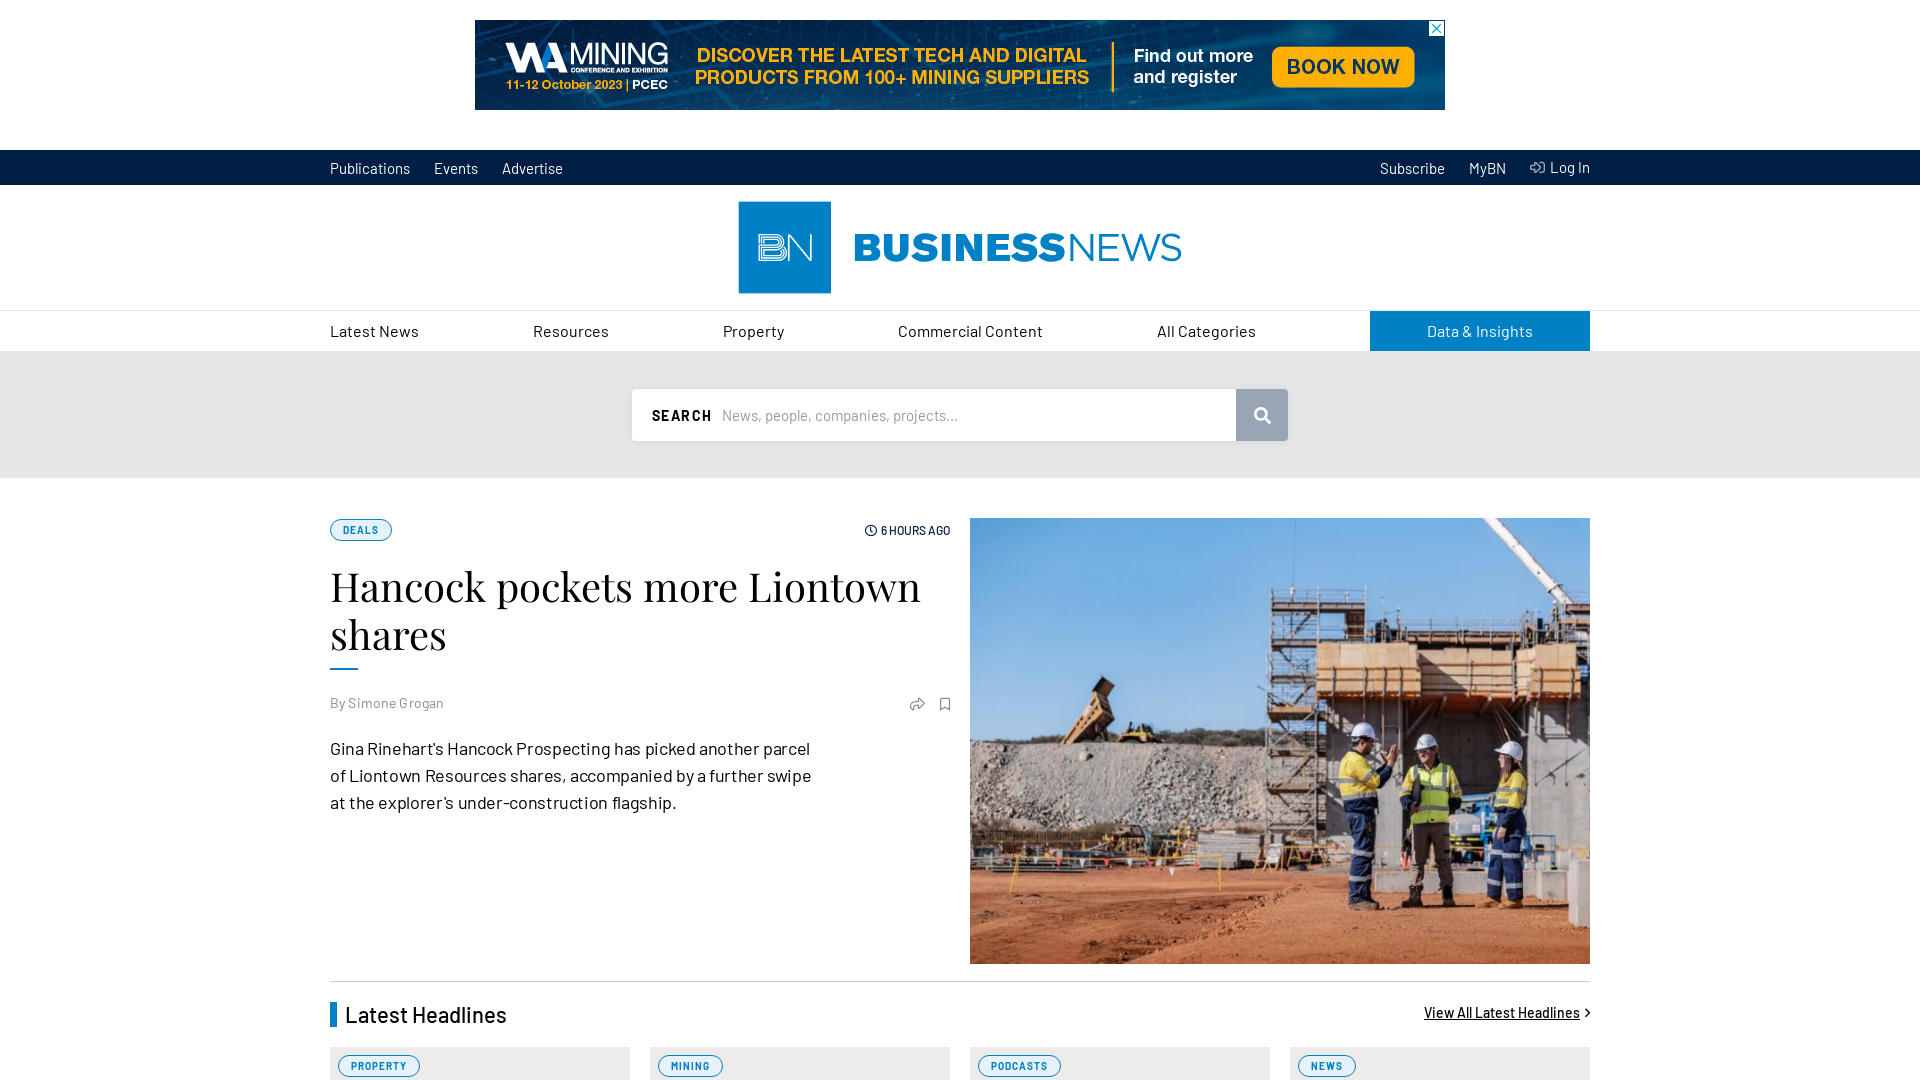 WA MINING
CONFERENCE AND EXHIBITION
11-12 October 2023 | PCEC
DISCOVER THE LATEST TECH AND DIGITAL
PRODUCTS FROM 100+ MINING SUPPLIERS
Find out more
and register
BOOK NOW
Publications Events Advertise
Subscribe MyBN Log In
BN BUSINESSNEWS
Latest News Resources Property Commercial Content All Categories Data & Insights
SEARCH News, people, companies, projects...
DEALS
6 HOURS AGO
Hancock pockets more Liontown
shares
By Simone Grogan
Gina Rinehart's Hancock Prospecting has picked another parcel
of Liontown Resources shares, accompanied by a further swipe
at the explorer's under-construction flagship.
Latest Headlines
View All Latest Headlines
PROPERTY
MINING
PODCASTS
NEWS